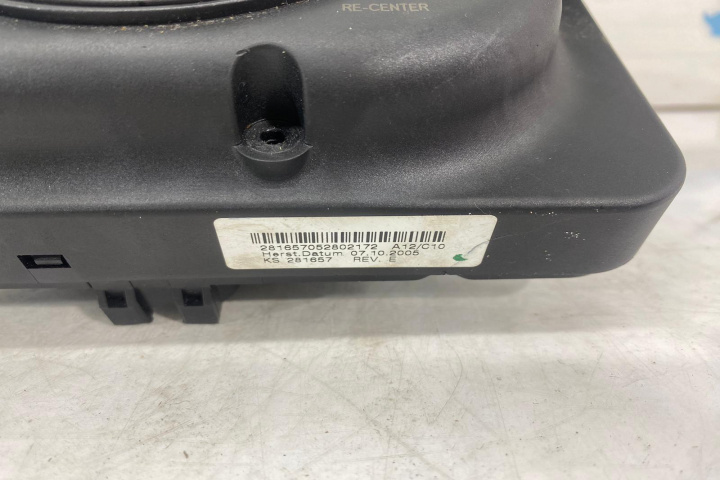 RE-CENTER
281657052802172 A12/C10
Herst.Datum 07.10.2005
KS. 281657 REV. E